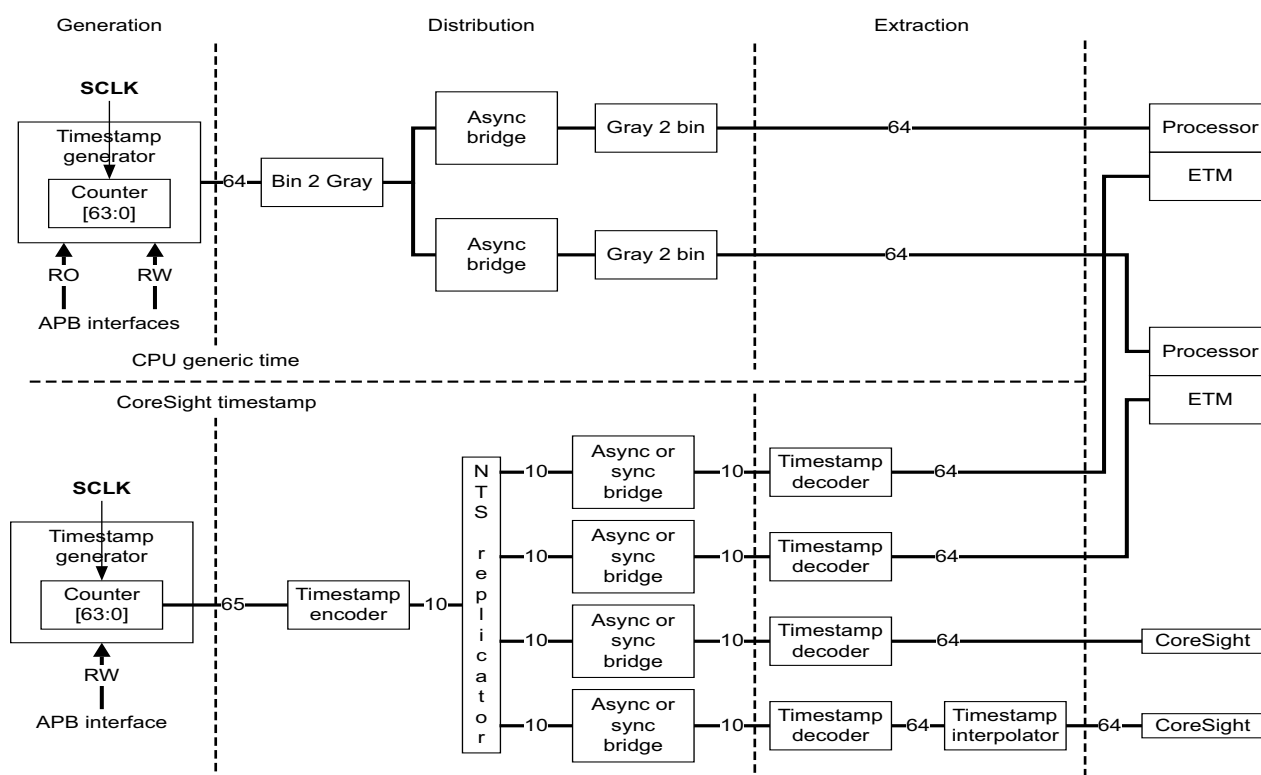 Generation
Distribution
Extraction
SCLK
Timestamp
generator
Counter
[63:0]
RO
RW
APB interfaces
64
Bin 2 Gray
Async
bridge
Gray 2 bin
64
Processor
ETM
Async
bridge
Gray 2 bin
64
Processor
ETM
CPU generic time
CoreSight timestamp
SCLK
Timestamp
generator
Counter
[63:0]
RW
APB interface
65
Timestamp
encoder
10
NTS replicator
10
Async or
sync
bridge
10
Timestamp
decoder
64
10
Async or
sync
bridge
10
Timestamp
decoder
64
10
Async or
sync
bridge
10
Timestamp
decoder
64
CoreSight
10
Async or
sync
bridge
10
Timestamp
decoder
64
Timestamp
interpolator
64
CoreSight